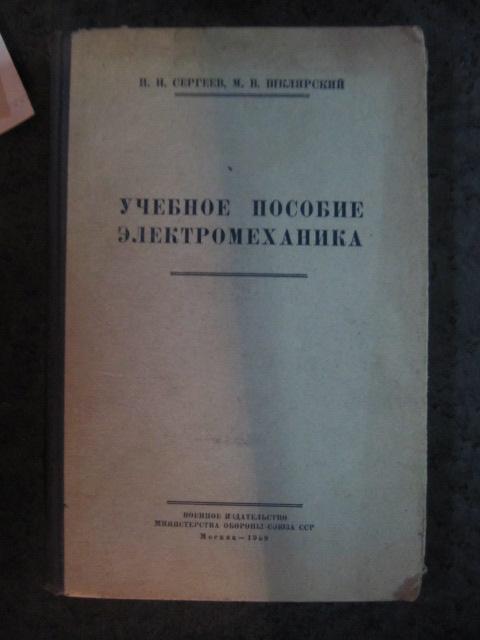 СЕРГЕЕВ, М. В. ШКЛЯРСКИЙ
УЧЕБНОЕ ПОСОБИЕ
ЭЛЕКТРОМЕХАНИКА
ВОЕННОЕ ИЗДАТЕЛЬСТВО
МИНИСТЕРСТВА ОБОРОНЫ СОЮЗА ССР
Москва —